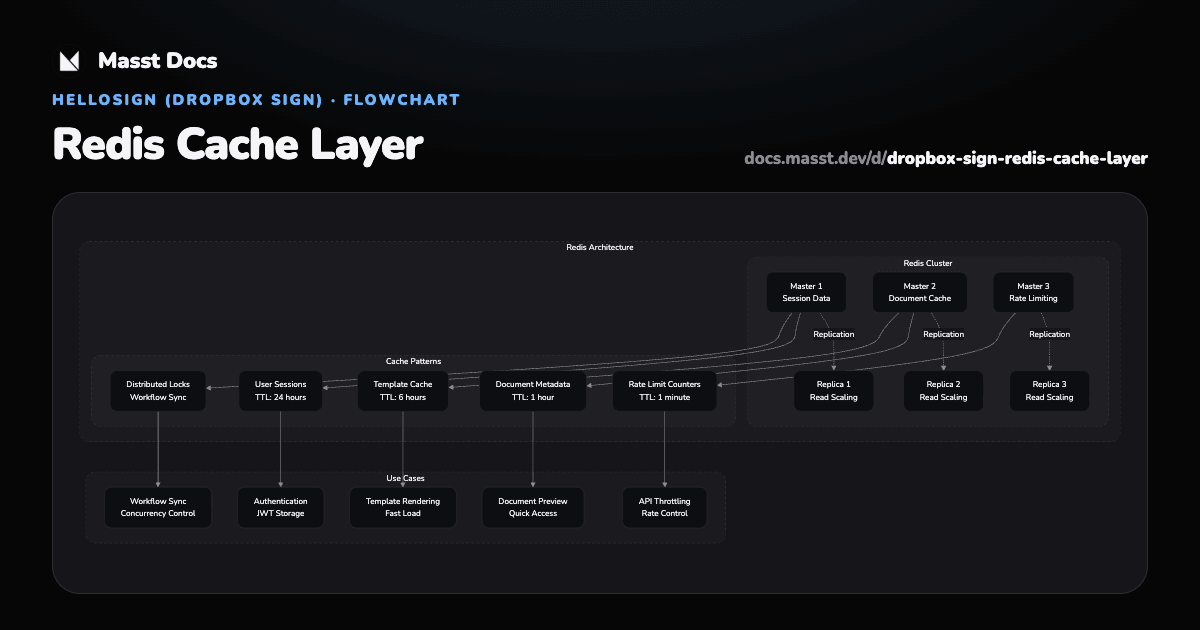 Masst Docs
HELLOSIGN (DROPBOX SIGN) · FLOWCHART
Redis Cache Layer
docs.masst.dev/d/dropbox-sign-redis-cache-layer
Redis Architecture
Redis Cluster
Master 1
Session Data
Master 2
Document Cache
Master 3
Rate Limiting
Replication
Replication
Replication
Cache Patterns
Distributed Locks
Workflow Sync
User Sessions
TTL: 24 hours
Template Cache
TTL: 6 hours
Document Metadata
TTL: 1 hour
Rate Limit Counters
TTL: 1 minute
Replica 1
Read Scaling
Replica 2
Read Scaling
Replica 3
Read Scaling
Use Cases
Workflow Sync
Concurrency Control
Authentication
JWT Storage
Template Rendering
Fast Load
Document Preview
Quick Access
API Throttling
Rate Control